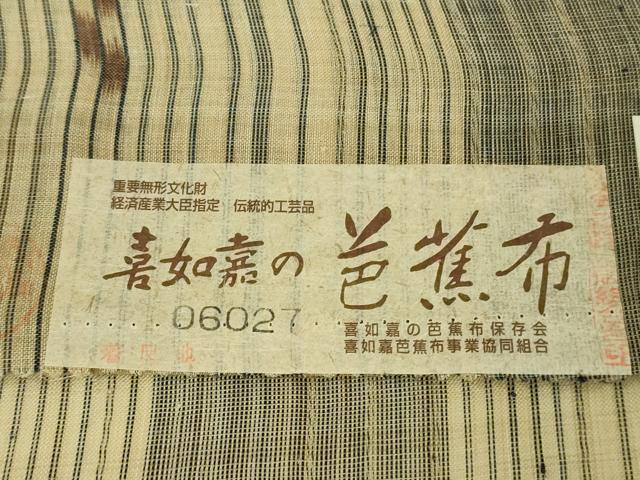 重要無形文化財
経済産業大臣指定 伝統的工芸品
喜如嘉の芭蕉布
06027
喜如嘉の芭蕉布保存会
喜如嘉芭蕉布事業協同組合